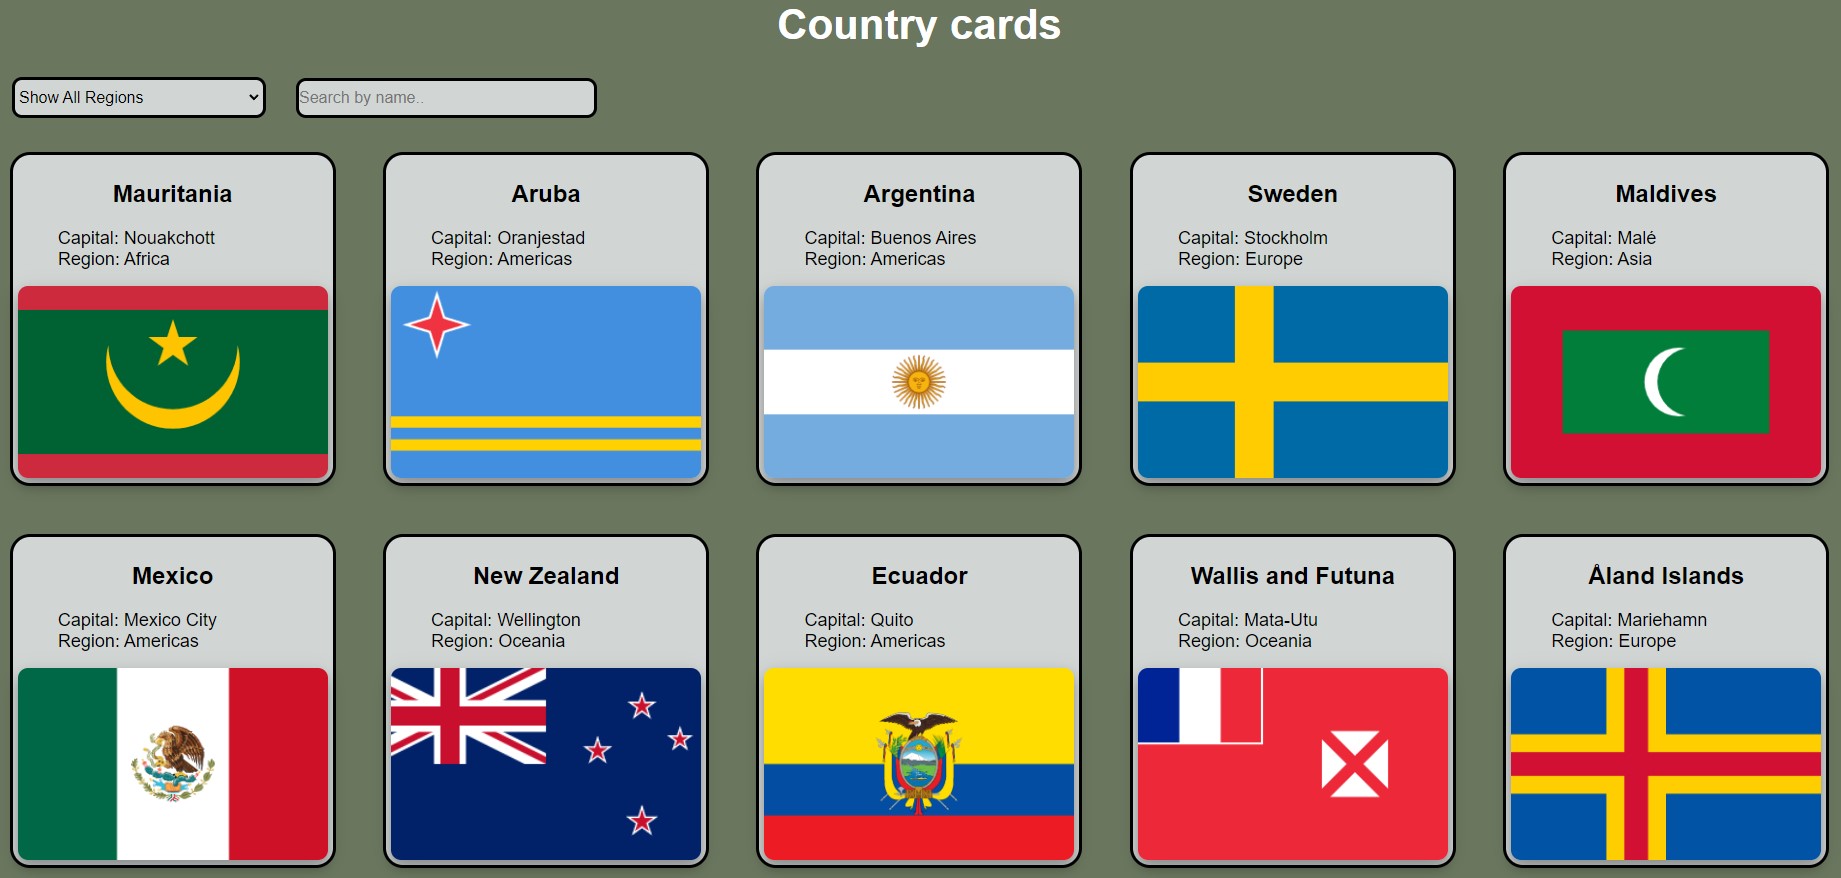 Country cards
Show All Regions
Search by name..
Mauritania
Capital: Nouakchott
Region: Africa
Aruba
Capital: Oranjestad
Region: Americas
Argentina
Capital: Buenos Aires
Region: Americas
Sweden
Capital: Stockholm
Region: Europe
Maldives
Capital: Malé
Region: Asia
Mexico
Capital: Mexico City
Region: Americas
New Zealand
Capital: Wellington
Region: Oceania
Ecuador
Capital: Quito
Region: Americas
Wallis and Futuna
Capital: Mata-Utu
Region: Oceania
Åland Islands
Capital: Mariehamn
Region: Europe